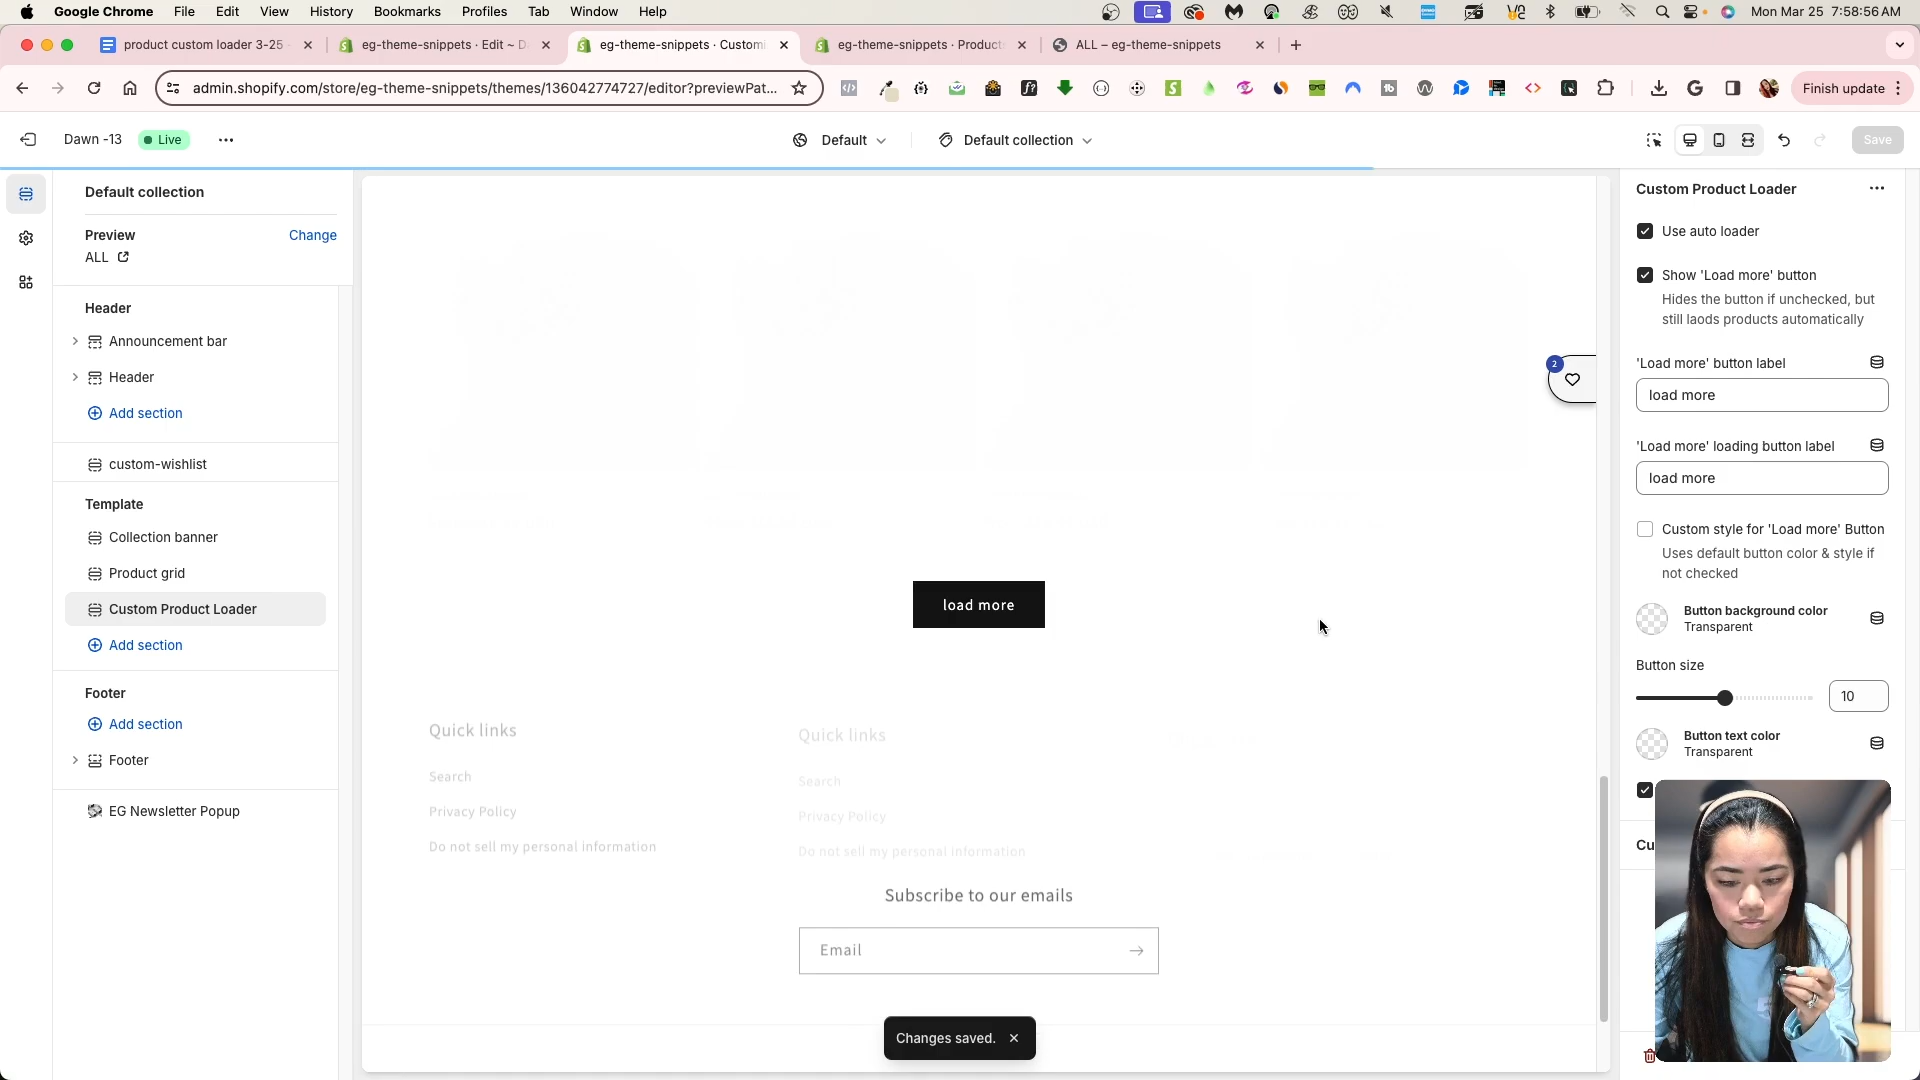 Google Chrome File Edit View History Bookmarks Profiles Tab Window Help Mon Mar 25 7:58:56 AM
product custom loader 3-25 eg-theme-snippets · Edit ~ D eg-theme-snippets · Customi eg-theme-snippets · Product ALL – eg-theme-snippets
admin.shopify.com/store/eg-theme-snippets/themes/136042774727/editor?previewPat... Finish update
Dawn -13 Live Default Default collection Save
Default collection
Preview Change
ALL
Header
Announcement bar
Header
Add section
custom-wishlist
Template
Collection banner
Product grid
Custom Product Loader
Add section
Footer
Add section
Footer
EG Newsletter Popup
2
load more
Quick links
Search
Privacy Policy
Do not sell my personal information
Quick links
Search
Privacy Policy
Do not sell my personal information
Subscribe to our emails
Email
Changes saved.
Custom Product Loader
Use auto loader
Show 'Load more' button
Hides the button if unchecked, but
still laods products automatically
'Load more' button label
load more
'Load more' loading button label
load more
Custom style for 'Load more' Button
Uses default button color & style if
not checked
Button background color
Transparent
Button size
10
Button text color
Transparent
Cu